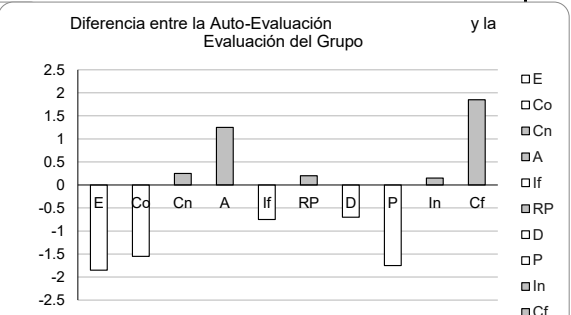 Diferencia entre la Auto-Evaluación y la
Evaluación del Grupo
2.5
2
1.5
1
0.5
0
-0.5
-1
-1.5
-2
-2.5
E Co Cn A If RP D P In Cf
E
Co
Cn
A
If
RP
D
P
In
Cf